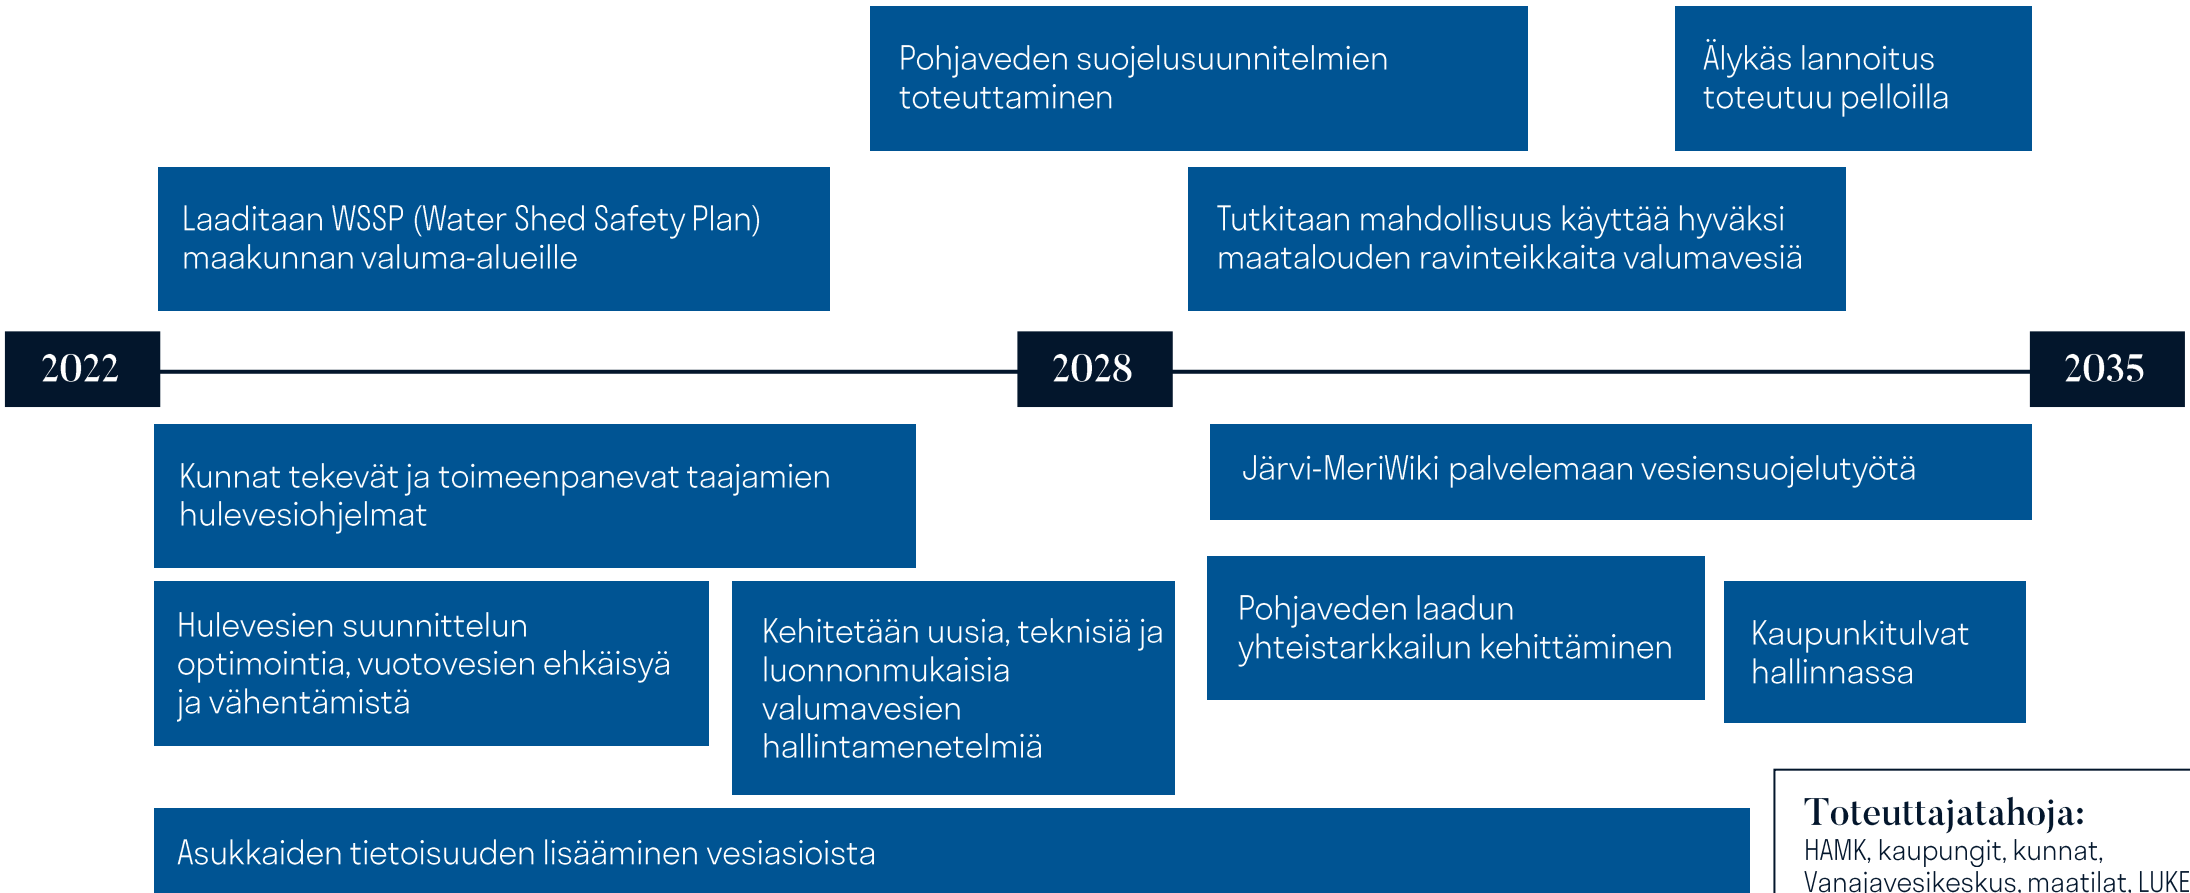 Pohjaveden suojelusuunnitelmien
toteuttaminen
Älykäs lannoitus
toteutuu pelloilla
Laaditaan WSSP (Water Shed Safety Plan)
maakunnan valuma-alueille
Tutkitaan mahdollisuus käyttää hyväksi
maatalouden ravinteikkaita valumavesiä
2022
2028
2035
Kunnat tekevät ja toimeenpanevat taajamien
hulevesiohjelmat
Järvi-MeriWiki palvelemaan vesiensuojelutyötä
Hulevesien suunnittelun
optimointia, vuotovesien ehkäisyä
ja vähentämistä
Kehitetään uusia, teknisiä ja
luonnonmukaisia
valumavesien
hallintamenetelmiä
Pohjaveden laadun
yhteistarkkailun kehittäminen
Kaupunkitulvat
hallinnassa
Asukkaiden tietoisuuden lisääminen vesiasioista
Toteuttajatahoja:
HAMK, kaupungit, kunnat,
Vanajavesikeskus, maatilat, LUKE